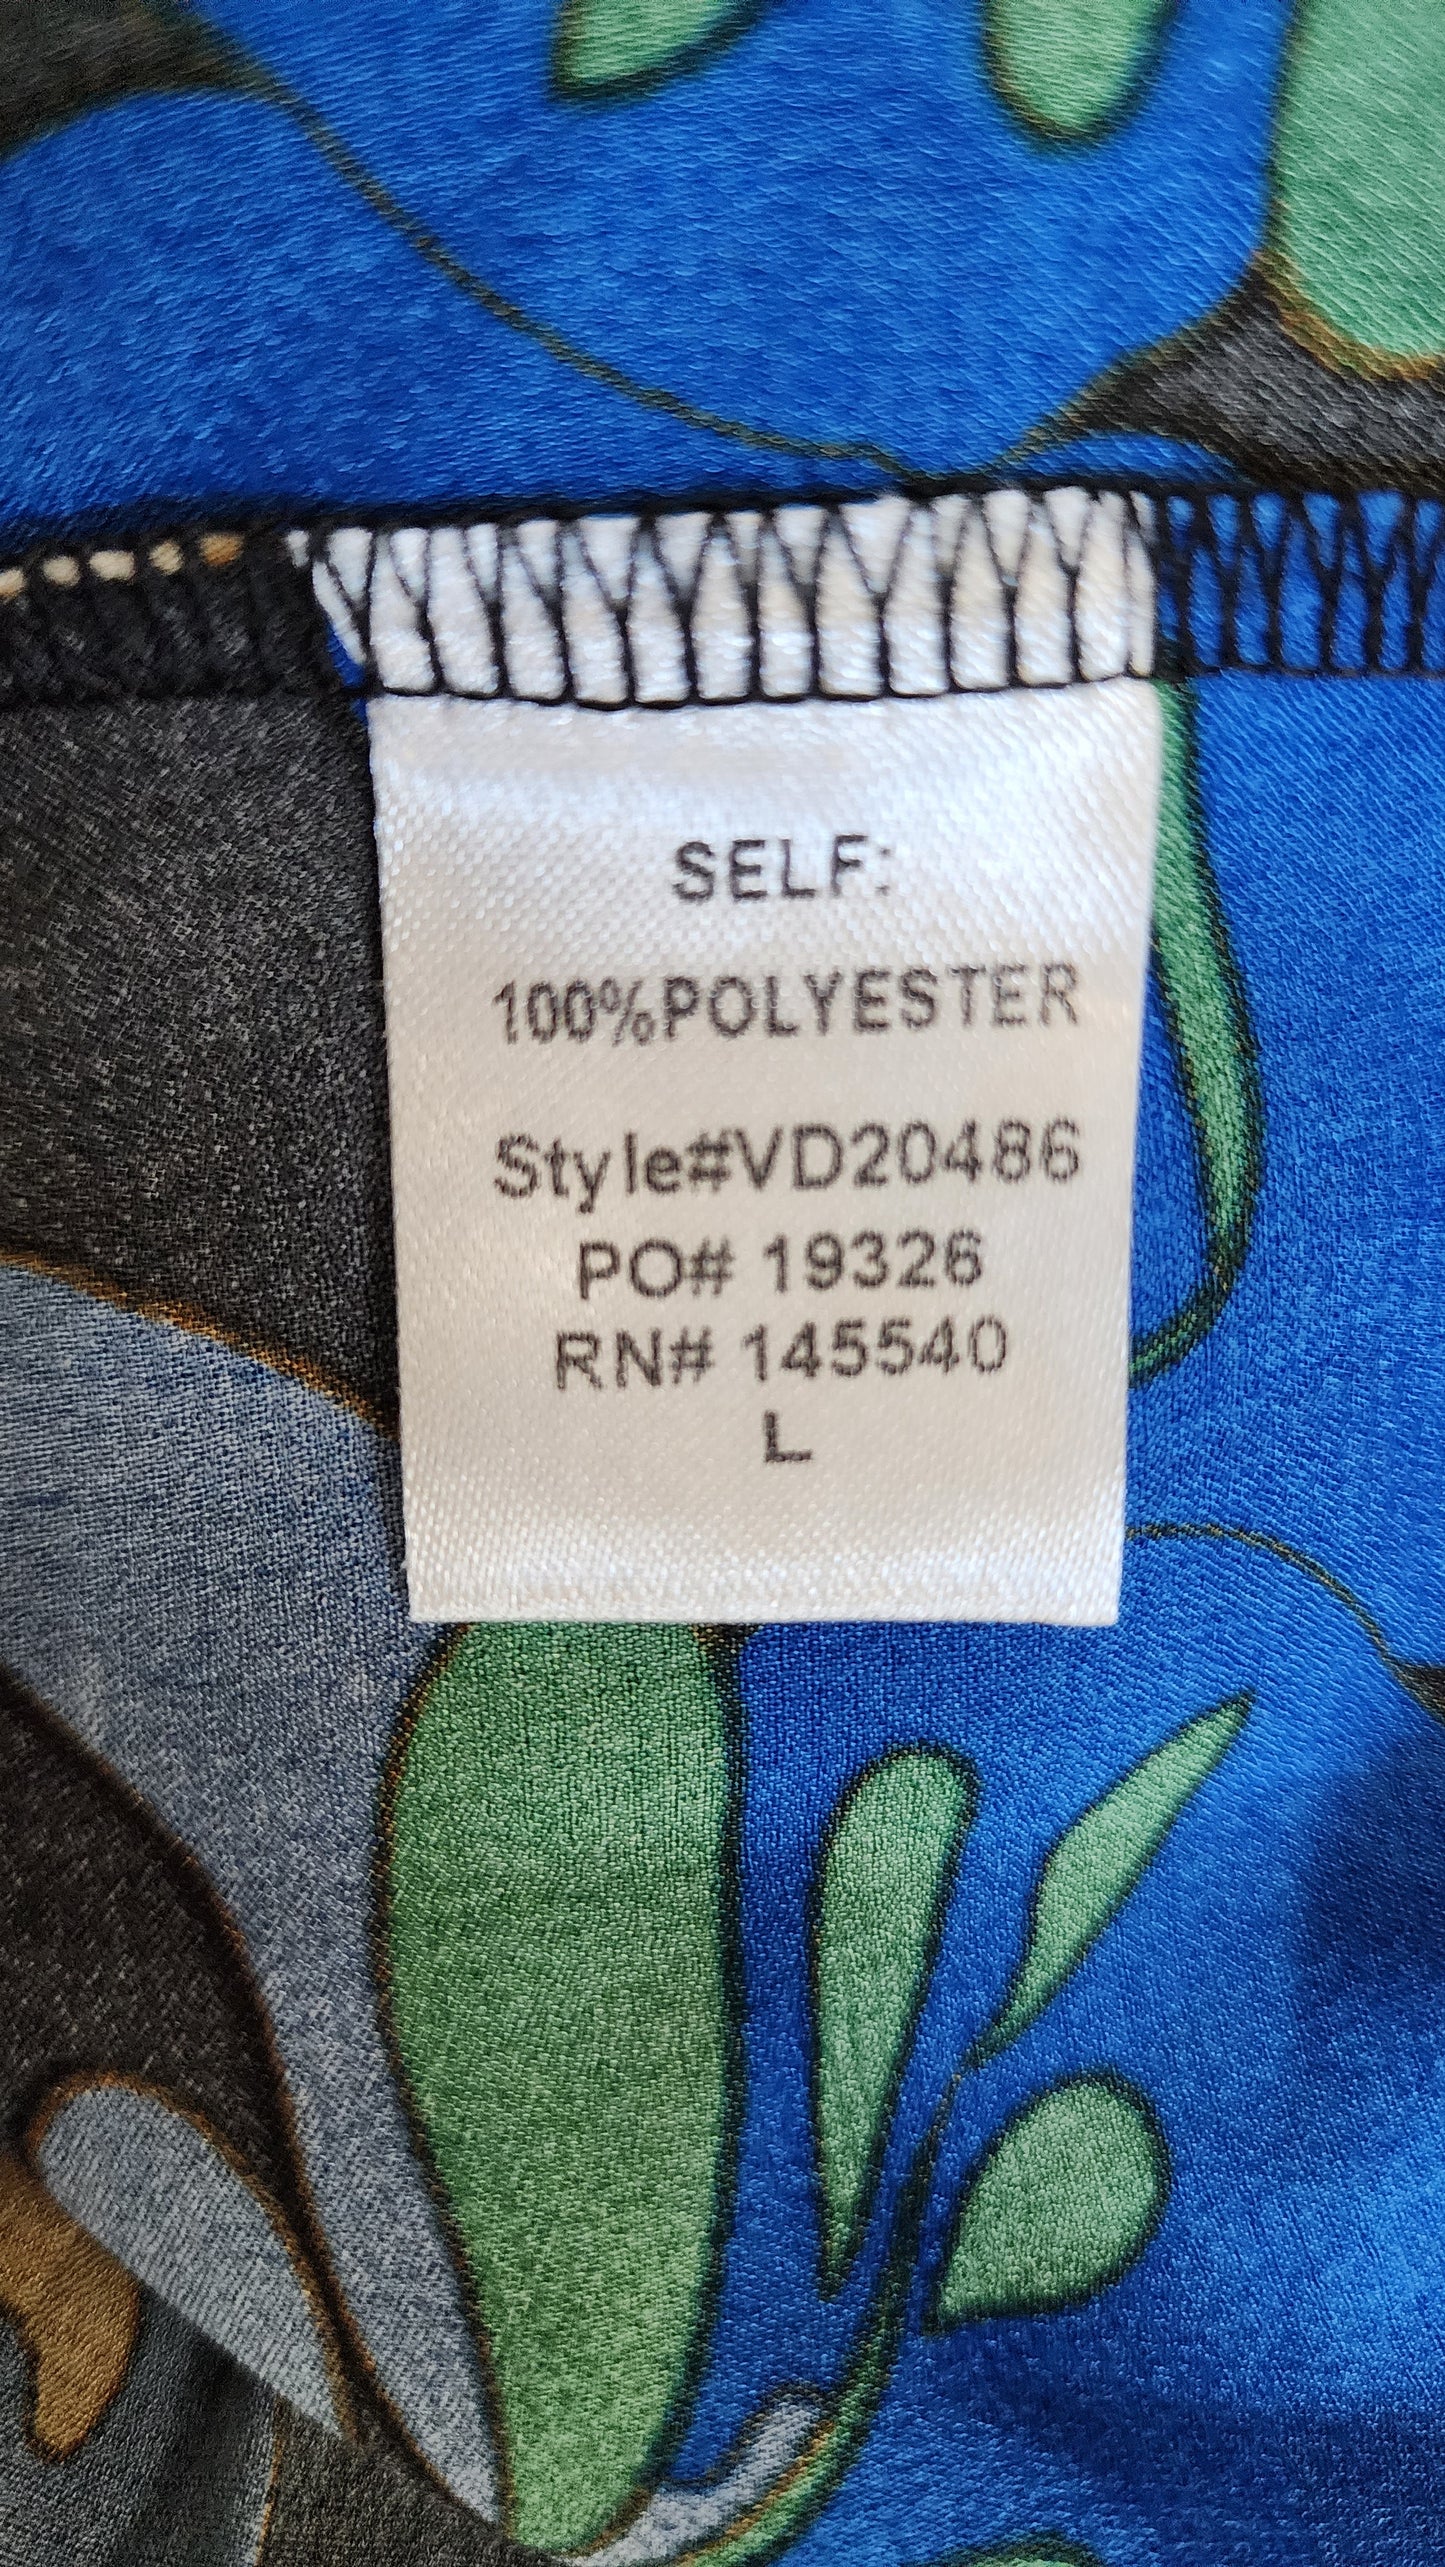 SELF:
100%POLYESTER
Style#VD20486
PO# 19326
RN# 145540
L